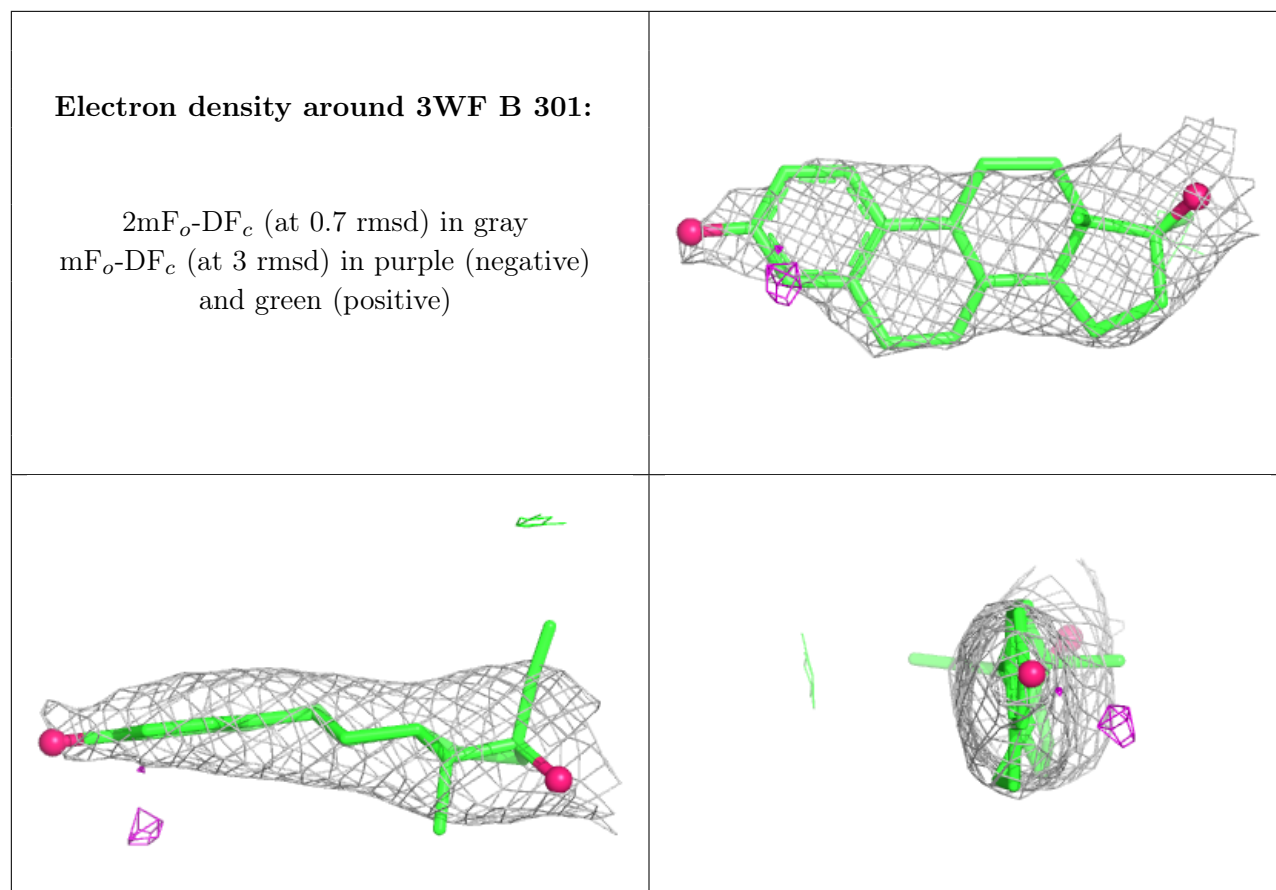 Electron density around 3WF B 301:
2mFo-DFc (at 0.7 rmsd) in gray
mFo-DFc (at 3 rmsd) in purple (negative)
and green (positive)